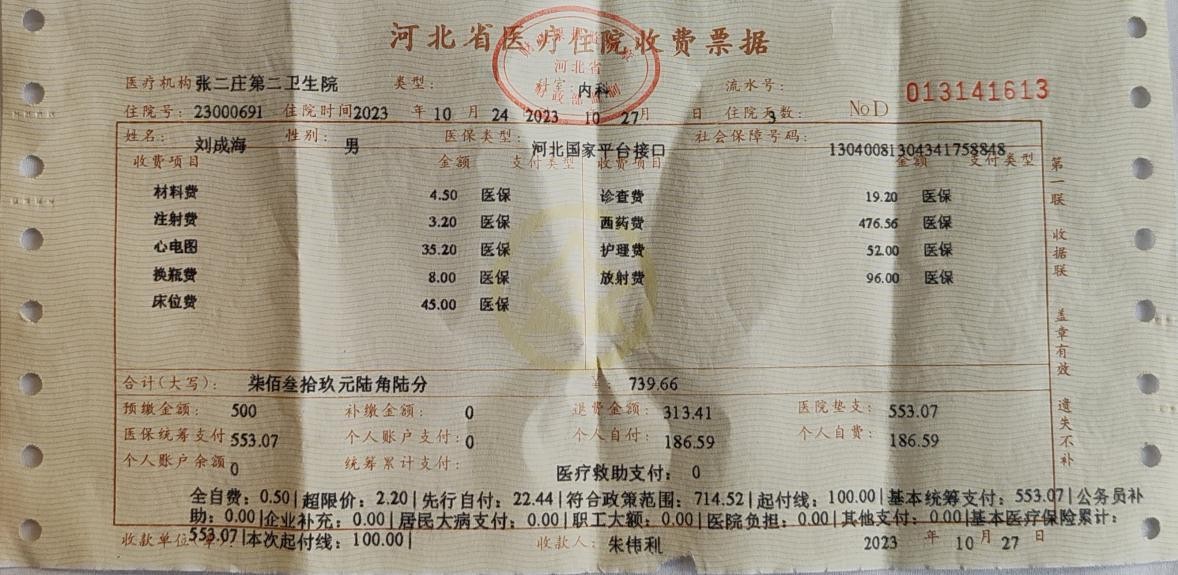 河北省医疗住院收费票据
医疗机构 张二庄第二卫生院 类型: 科室: 内科 流水号:
住院号: 23000691 住院时间 2023 年 10 月 24 2023 10 27 月 日 住院天数: 3 NoD 013141613
姓名: 刘成海 性别: 男 医保类型: 河北国家平台接口 社会保障号码: 13040081304341758848
收费项目 金额 支付类型 收费项目 金额 支付类型
材料费 4.50 医保 诊查费 19.20 医保
注射费 3.20 医保 西药费 476.56 医保
心电图 35.20 医保 护理费 52.00 医保
换瓶费 8.00 医保 放射费 96.00 医保
床位费 45.00 医保
合计(大写): 柒佰叁拾玖元陆角陆分 ¥: 739.66
预缴金额: 500 补缴金额: 0 退费金额: 313.41 医院垫支: 553.07
医保统筹支付 553.07 个人账户支付: 0 个人自付: 186.59 个人自费: 186.59
个人账户余额 0 统筹累计支付: 医疗救助支付: 0
全自费: 0.50|超限价: 2.20|先行自付: 22.44|符合政策范围: 714.52|起付线: 100.00|基本统筹支付: 553.07|公务员补
助: 0.00|企业补充: 0.00|居民大病支付: 0.00|职工大额: 0.00|医院负担: 0.00|其他支付: 0.00|基本医疗保险累计:
553.07|本次起付线: 100.00|
收款单位 收款人: 朱伟利 2023 年 10 月 27 日
第一联 收据联 盖章有效 遗失不补
河北省